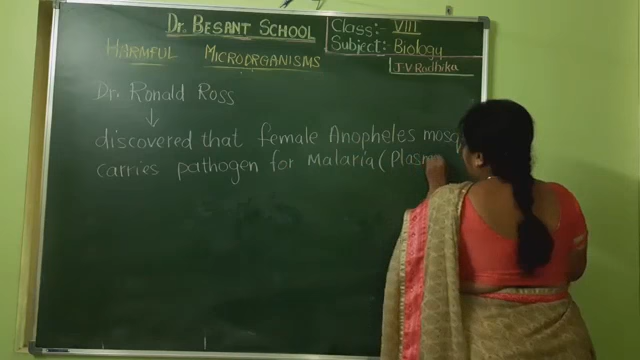 Dr. BESANT SCHOOL
Class:- VIII
Subject: Biology
J.V Radhika
HARMFUL MICRODRGANISMS
Dr. Ronald Ross
discovered that female Anopheles mosq
carries pathogen for Malaria (Plasm